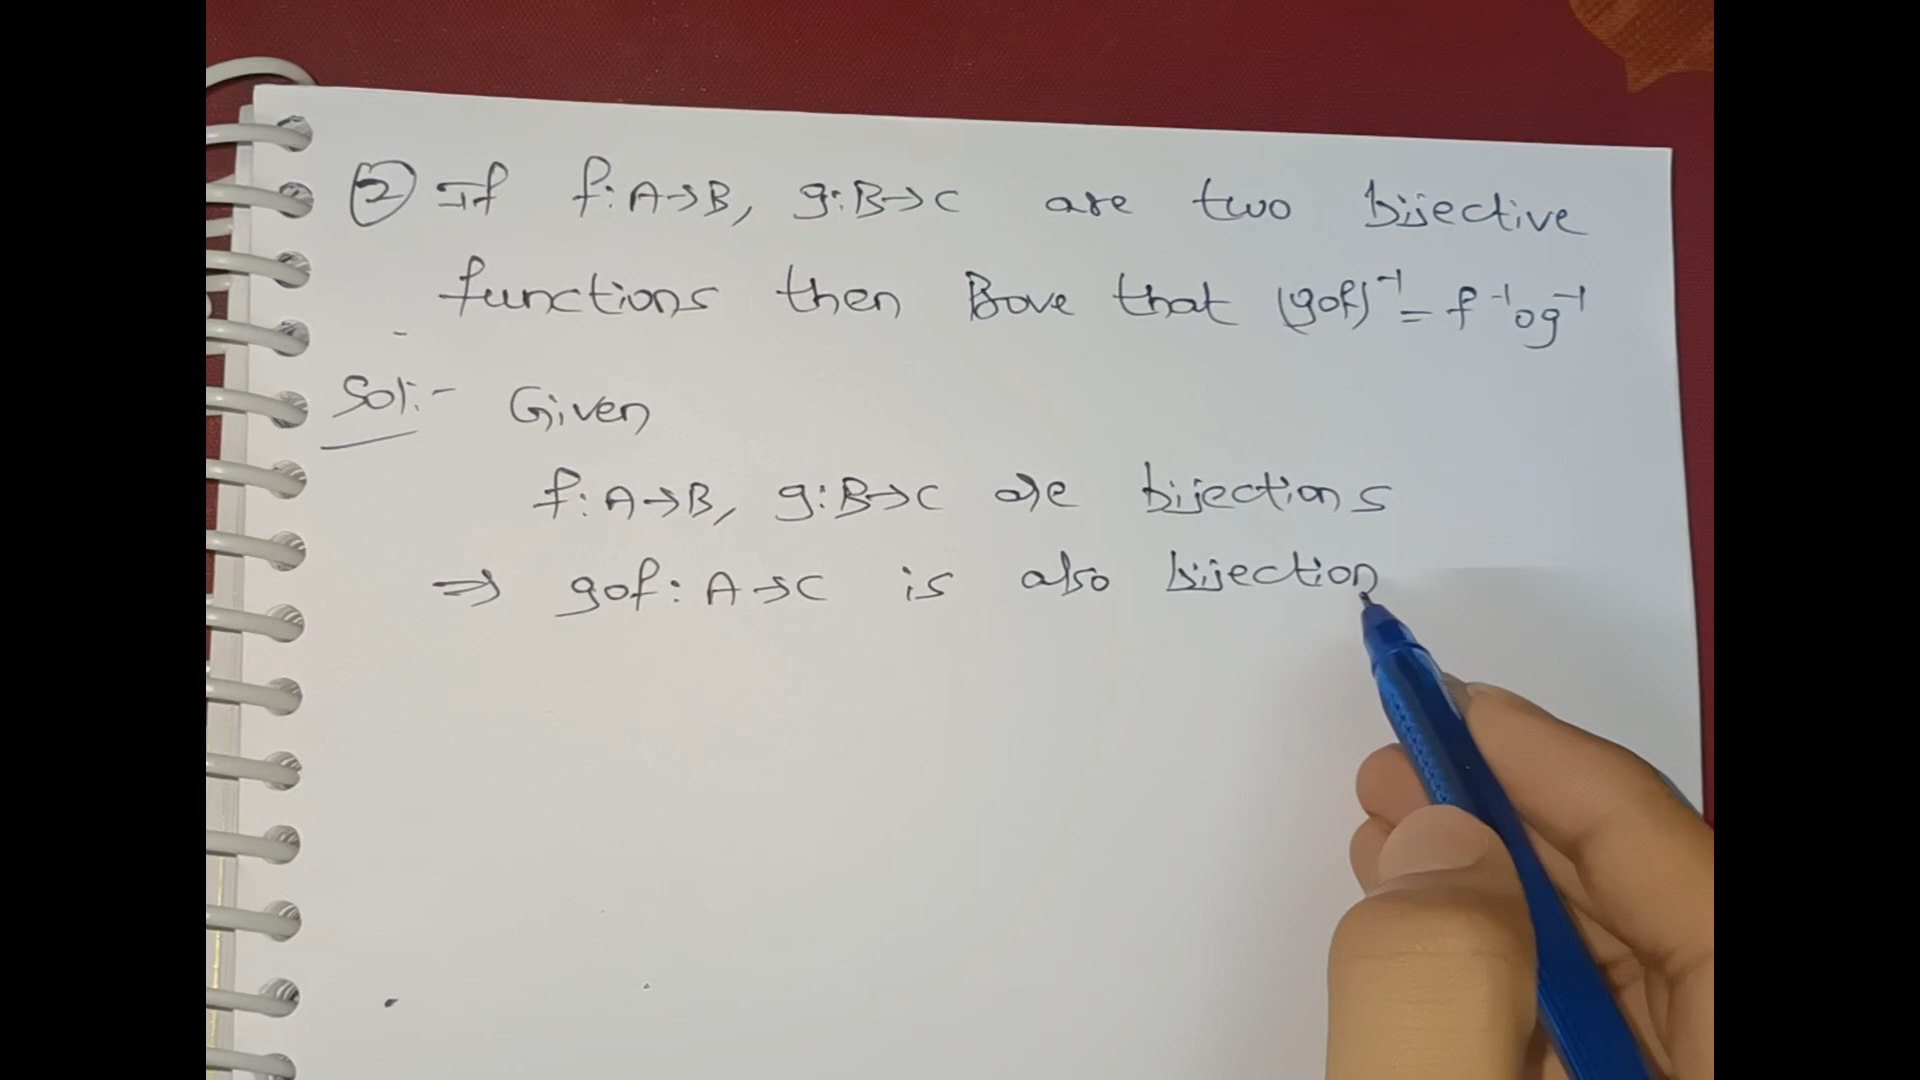 ② If f:A→B, g:B→C are two bijective
functions then Prove that (gof)⁻¹ = f⁻¹og⁻¹
Sol:- Given
f:A→B, g:B→C are bijections
⇒ gof: A→C is also bijection